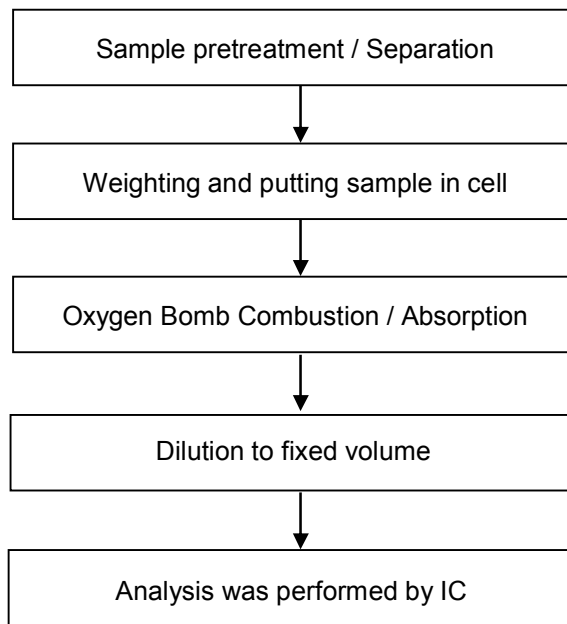 Sample pretreatment / Separation
Weighting and putting sample in cell
Oxygen Bomb Combustion / Absorption
Dilution to fixed volume
Analysis was performed by IC